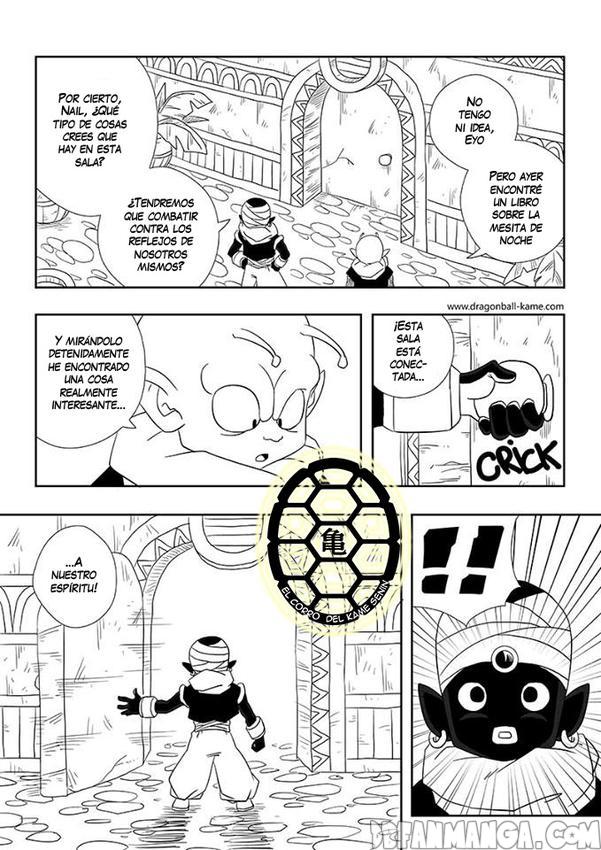 POR CIERTO,
NAIL, ¿QUÉ
TIPO DE COSAS
CREES QUE
HAY EN ESTA
SALA?
¿TENDREMOS
QUE COMBATIR
CONTRA LOS
REFLEJOS DE
NOSOTROS
MISMOS?
NO
TENGO
NI IDEA,
EYO
PERO AYER
ENCONTRÉ
UN LIBRO
SOBRE LA
MESITA DE
NOCHE
www.dragonball-kame.com
Y MIRÁNDOLO
DETENIDAMENTE
HE ENCONTRADO
UNA COSA
REALMENTE
INTERESANTE...
¡ESTA
SALA
ESTÁ
CONEC-
TADA...
CRICK
...A
NUESTRO
ESPÍRITU!
亀
EL CORRO DEL KAME SENIN
!!
DBFANMANGA.COM